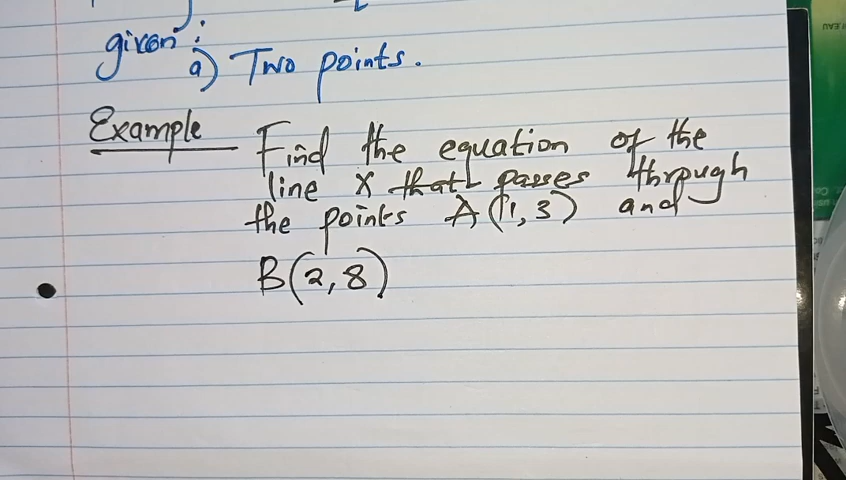 given :
a) Two points.
Example Find the equation of the
line X that passes through
the points A(1,3) and
B(2,8)